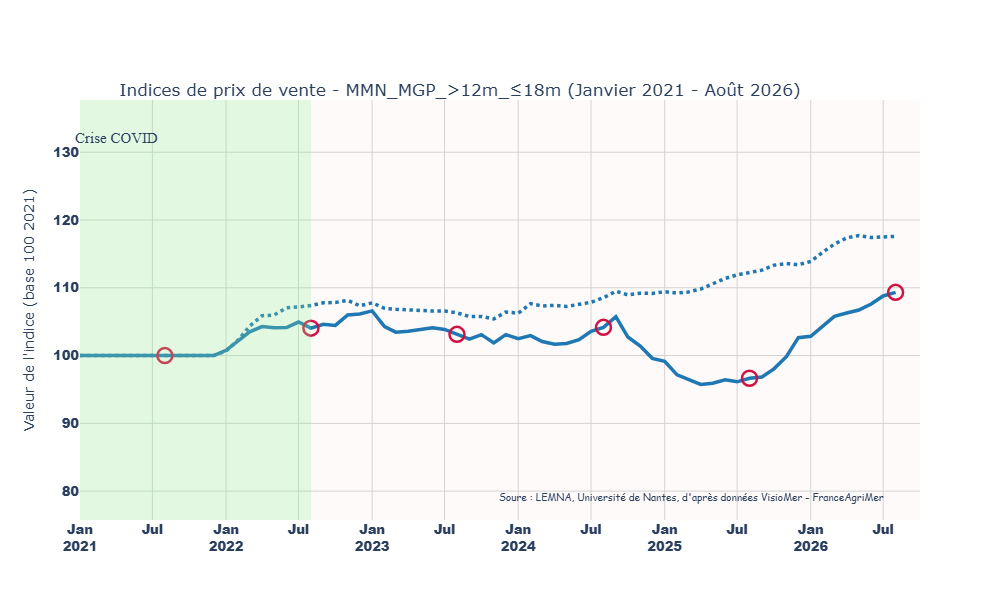 Indices de prix de vente - MMN_MGP_>12m_≤18m (Janvier 2021 - Août 2026)
Crise COVID
Valeur de l'indice (base 100 2021)
130
120
110
100
90
80
Soure : LEMNA, Université de Nantes, d'après données VisioMer - FranceAgriMer
Jan Jul Jan Jul Jan Jul Jan Jul Jan Jul Jan Jul
2021 2022 2023 2024 2025 2026